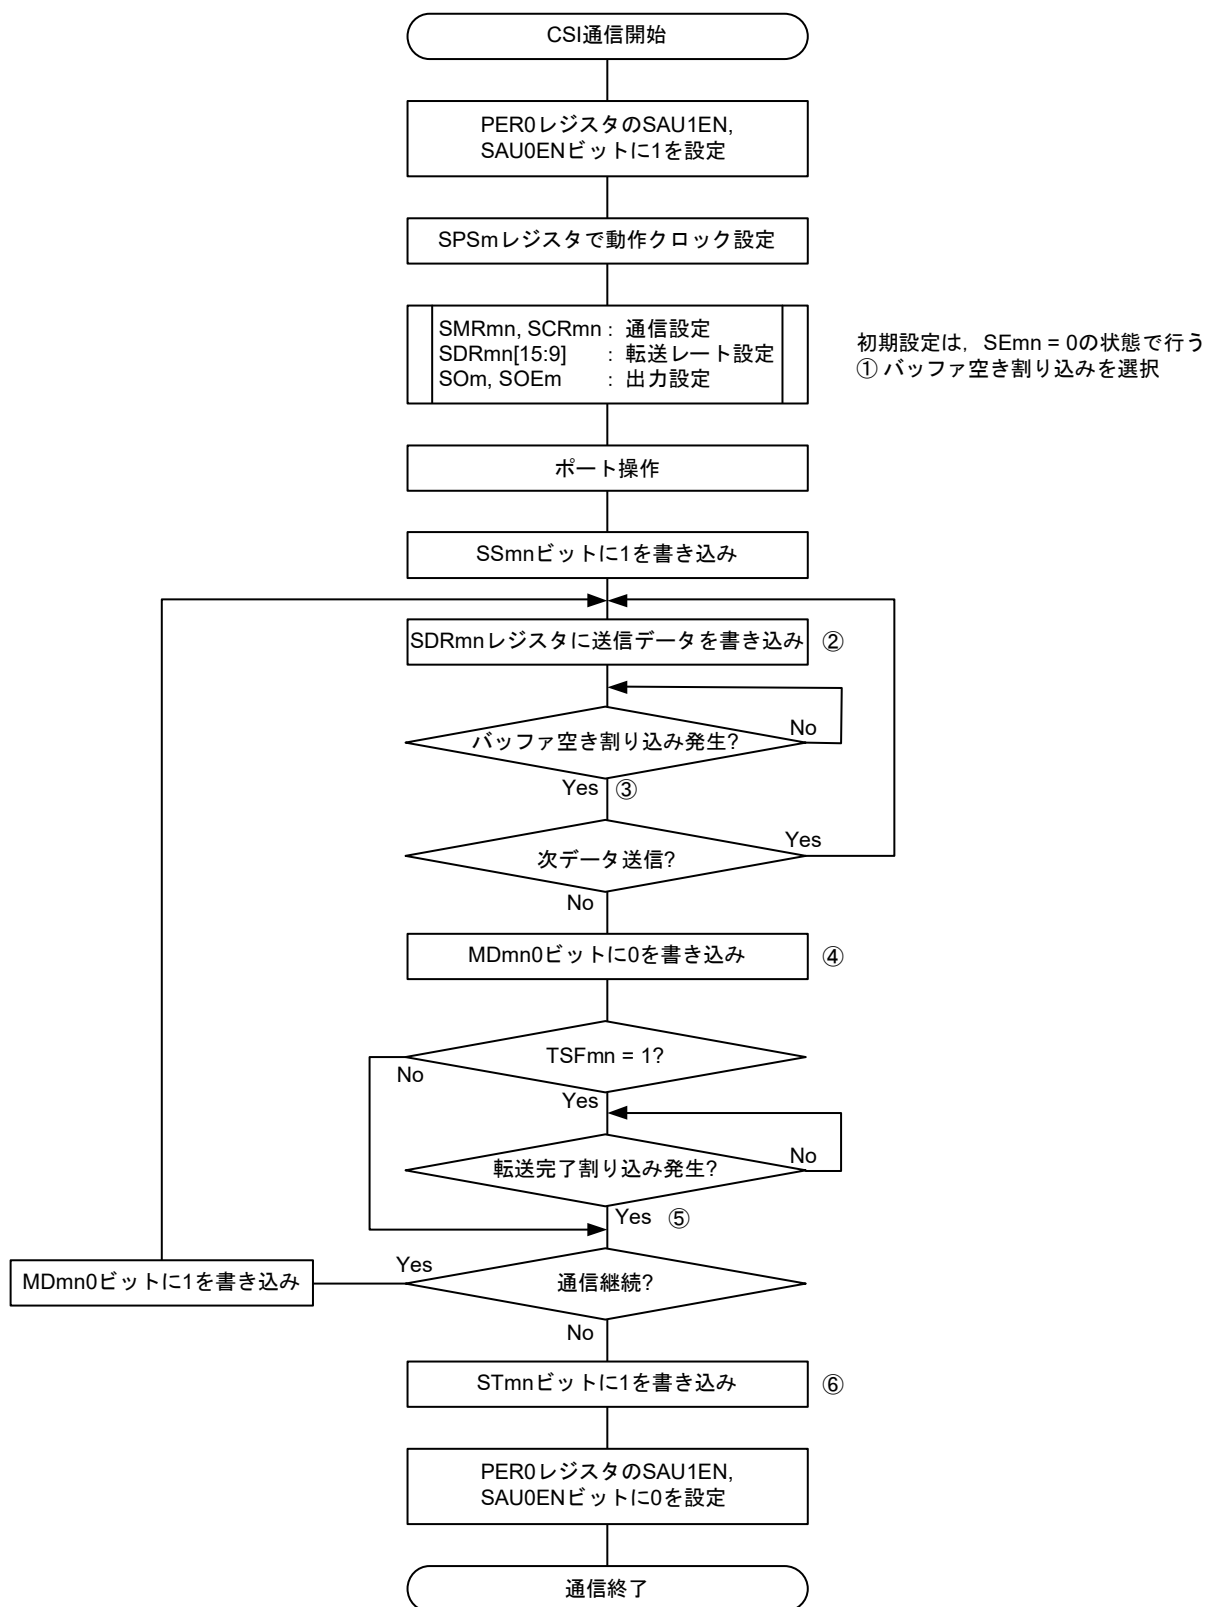 CSI通信開始
PER0レジスタのSAU1EN,
SAU0ENビットに1を設定
SPSmレジスタで動作クロック設定
SMRmn, SCRmn : 通信設定
SDRmn[15:9] : 転送レート設定
SOm, SOEm : 出力設定
初期設定は，SEmn = 0の状態で行う
① バッファ空き割り込みを選択
ポート操作
SSmnビットに1を書き込み
SDRmnレジスタに送信データを書き込み ②
バッファ空き割り込み発生?
No
Yes ③
次データ送信?
Yes
No
MDmn0ビットに0を書き込み ④
TSFmn = 1?
No
Yes
転送完了割り込み発生?
No
Yes ⑤
通信継続?
Yes
MDmn0ビットに1を書き込み
No
STmnビットに1を書き込み ⑥
PER0レジスタのSAU1EN,
SAU0ENビットに0を設定
通信終了